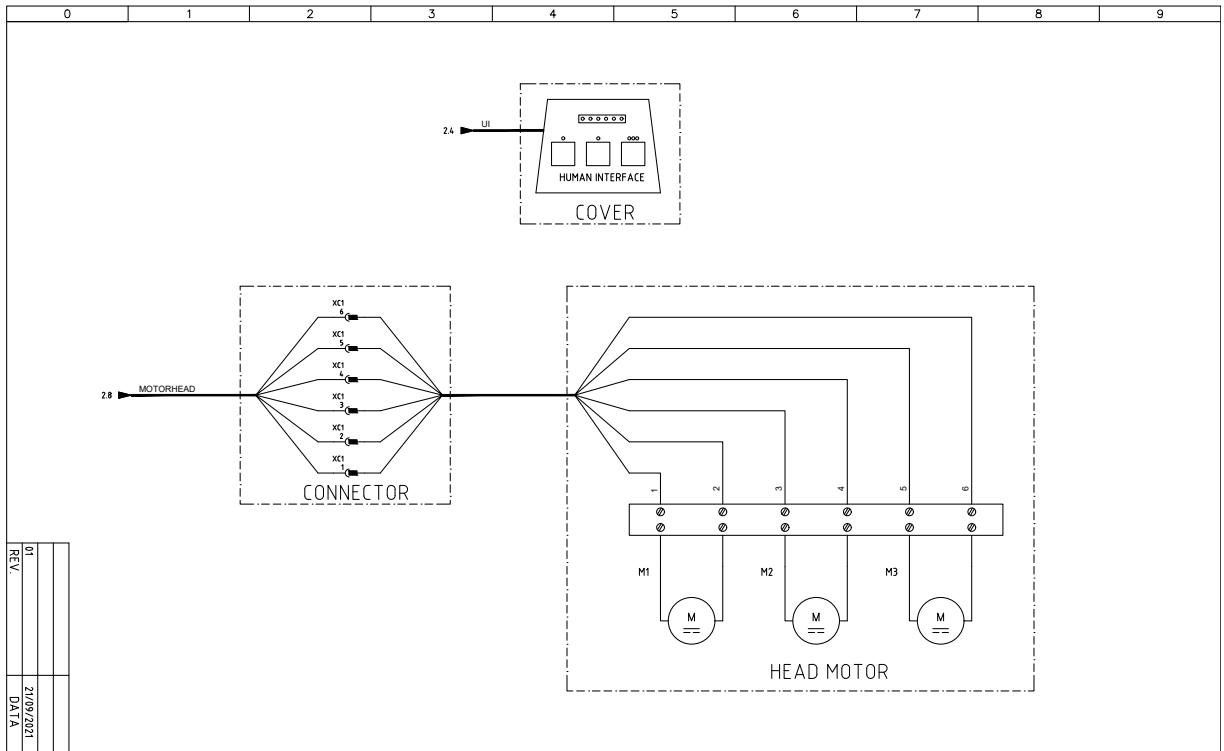 0 1 2 3 4 5 6 7 8 9
2.4 UI
HUMAN INTERFACE
COVER
XC1
6
XC1
5
XC1
4
2.8 MOTORHEAD
XC1
3
XC1
2
XC1
1
CONNECTOR
1 2 3 4 5 6
M1 M2 M3
M M M
HEAD MOTOR
01
REV.
21/09/2021
DATA